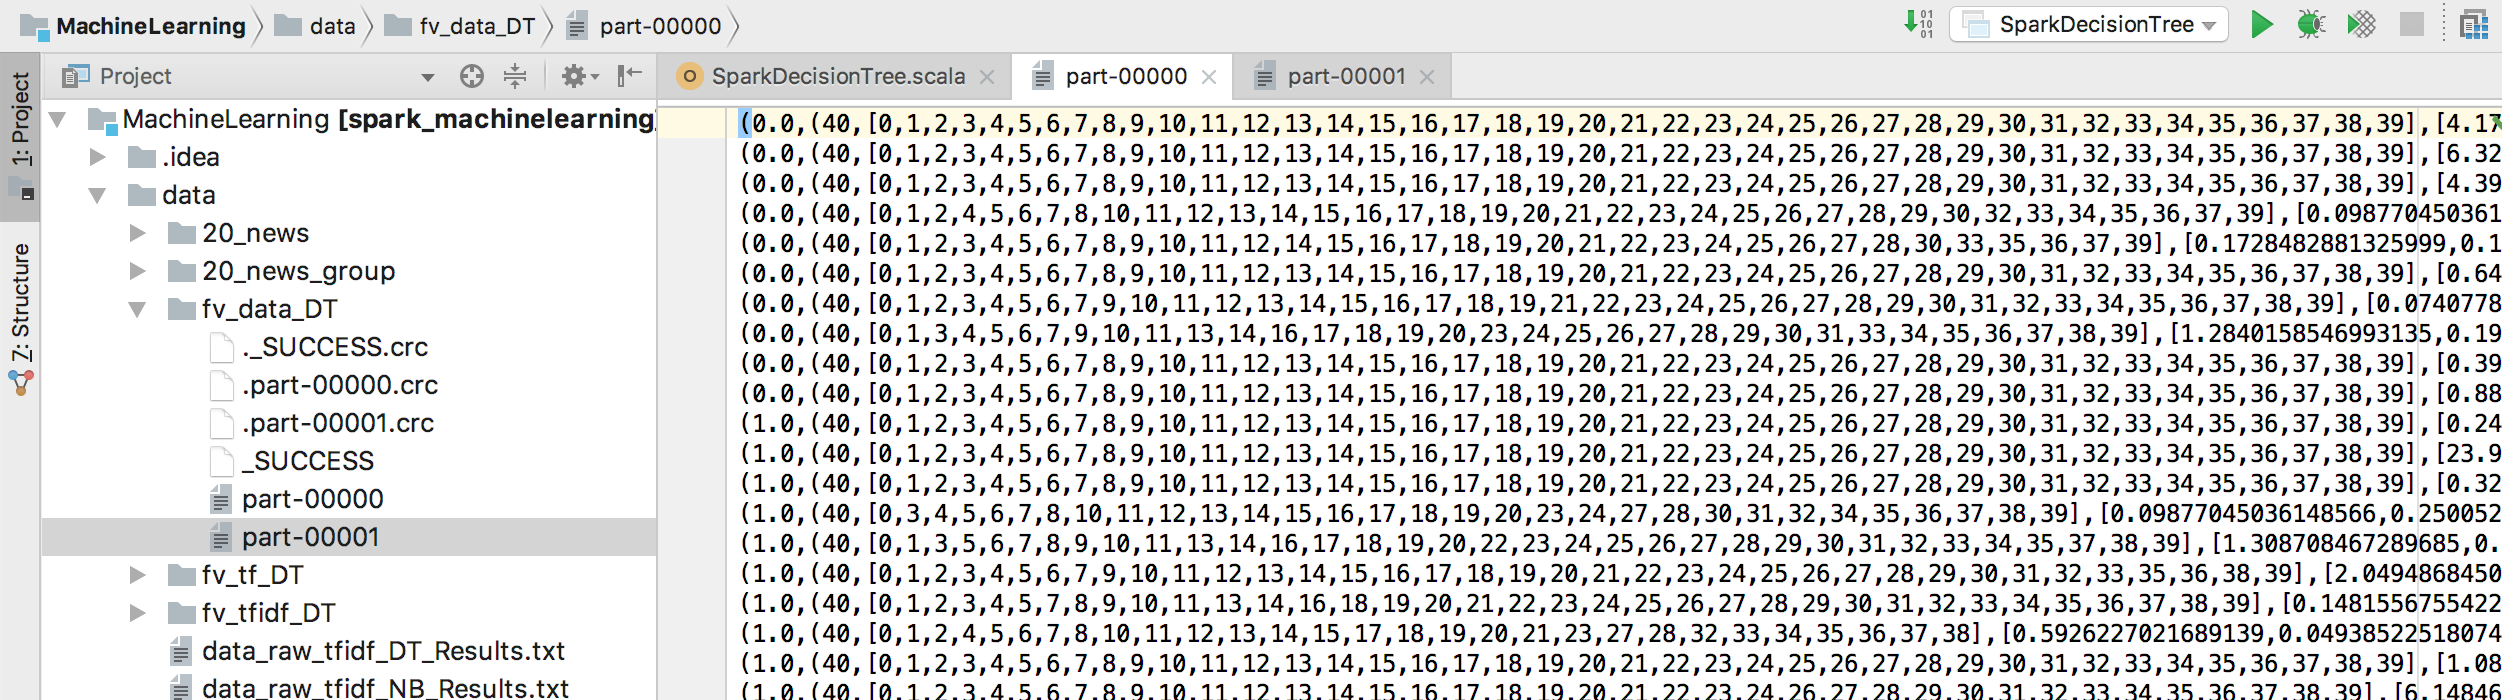 MachineLearning data fv_data_DT part-00000 SparkDecisionTree
1: Project
7: Structure
Project
MachineLearning [spark_machinelearning]
.idea
data
20_news
20_news_group
fv_data_DT
._SUCCESS.crc
.part-00000.crc
.part-00001.crc
_SUCCESS
part-00000
part-00001
fv_tf_DT
fv_tfidf_DT
data_raw_tfidf_DT_Results.txt
data_raw_tfidf_NB_Results.txt
SparkDecisionTree.scala part-00000 part-00001
(0.0,(40,[0,1,2,3,4,5,6,7,8,9,10,11,12,13,14,15,16,17,18,19,20,21,22,23,24,25,26,27,28,29,30,31,32,33,34,35,36,37,38,39],[4.17
(0.0,(40,[0,1,2,3,4,5,6,7,8,9,10,11,12,13,14,15,16,17,18,19,20,21,22,23,24,25,26,27,28,29,30,31,32,33,34,35,36,37,38,39],[6.32
(0.0,(40,[0,1,2,3,4,5,6,7,8,9,10,11,12,13,14,15,16,17,18,19,20,21,22,23,24,25,26,27,28,29,30,31,32,33,34,35,36,37,38,39],[4.39
(0.0,(40,[0,1,2,4,5,6,7,8,10,11,12,13,14,15,16,17,18,19,20,21,22,23,24,25,26,27,28,29,30,32,33,34,35,36,37,39],[0.098770450361
(0.0,(40,[0,1,2,3,4,5,6,7,8,9,10,11,12,14,15,16,17,18,19,20,21,22,23,24,25,26,27,28,30,33,35,36,37,39],[0.1728482881325999,0.1
(0.0,(40,[0,1,2,3,4,5,6,7,8,9,10,11,12,13,14,15,16,17,18,19,20,21,22,23,24,25,26,27,28,29,30,31,32,33,34,35,36,37,38,39],[0.64
(0.0,(40,[0,1,2,3,4,5,6,7,9,10,11,12,13,14,15,16,17,18,19,21,22,23,24,25,26,27,28,29,30,31,32,33,34,35,36,37,38,39],[0.0740778
(0.0,(40,[0,1,3,4,5,6,7,9,10,11,13,14,16,17,18,19,20,23,24,25,26,27,28,29,30,31,33,34,35,36,37,38,39],[1.2840158546993135,0.19
(0.0,(40,[0,1,2,3,4,5,6,7,8,9,10,11,12,13,14,15,16,17,18,19,20,21,22,23,24,25,26,27,28,29,30,31,32,33,34,35,36,37,38,39],[0.39
(0.0,(40,[0,1,2,3,4,5,6,7,8,9,10,11,12,13,14,15,16,17,18,19,20,21,22,23,24,25,26,27,28,29,30,31,32,33,34,35,36,37,38,39],[0.88
(1.0,(40,[0,1,2,3,4,5,6,7,8,9,10,11,12,13,14,15,16,17,18,19,20,21,22,23,24,25,26,27,28,29,30,31,32,33,34,35,36,37,38,39],[0.24
(1.0,(40,[0,1,2,3,4,5,6,7,8,9,10,11,12,13,14,15,16,17,18,19,20,21,22,23,24,25,26,27,28,29,30,31,32,33,34,35,36,37,38,39],[23.9
(1.0,(40,[0,1,2,3,4,5,6,7,8,9,10,11,12,13,14,15,16,17,18,19,20,21,22,23,24,25,26,27,28,29,30,31,32,33,34,35,36,37,38,39],[0.32
(1.0,(40,[0,3,4,5,6,7,8,10,11,12,13,14,15,16,17,18,19,20,23,24,27,28,30,31,32,34,35,36,37,38,39],[0.09877045036148566,0.250052
(1.0,(40,[0,1,3,5,6,7,8,9,10,11,13,14,16,17,18,19,20,22,23,24,25,26,27,28,29,30,31,32,33,34,35,37,38,39],[1.308708467289685,0.
(1.0,(40,[0,1,2,3,4,5,6,7,9,10,11,12,13,14,15,16,17,18,19,20,21,22,23,24,25,26,27,28,29,30,31,32,33,35,36,38,39],[2.0494868450
(1.0,(40,[0,1,2,3,4,5,7,8,9,10,11,13,14,16,18,19,20,21,22,23,24,25,26,27,28,29,30,31,32,33,34,35,36,37,38,39],[0.1481556755422
(1.0,(40,[0,1,2,4,5,6,7,8,10,11,12,13,14,15,17,18,19,20,21,23,27,28,32,33,34,35,36,37,38],[0.5926227021689139,0.04938522518074
(1.0,(40,[0,1,2,3,4,5,6,7,8,9,10,11,12,13,14,15,16,17,18,19,20,21,22,23,24,25,26,27,28,29,30,31,32,33,34,35,36,37,38,39],[1.08
(1.0,(40,[0,1,2,3,4,5,6,7,8,9,10,11,12,13,14,15,16,17,18,19,20,21,22,23,24,25,26,27,28,29,30,31,32,33,34,35,36,37,38,39],[6.14846